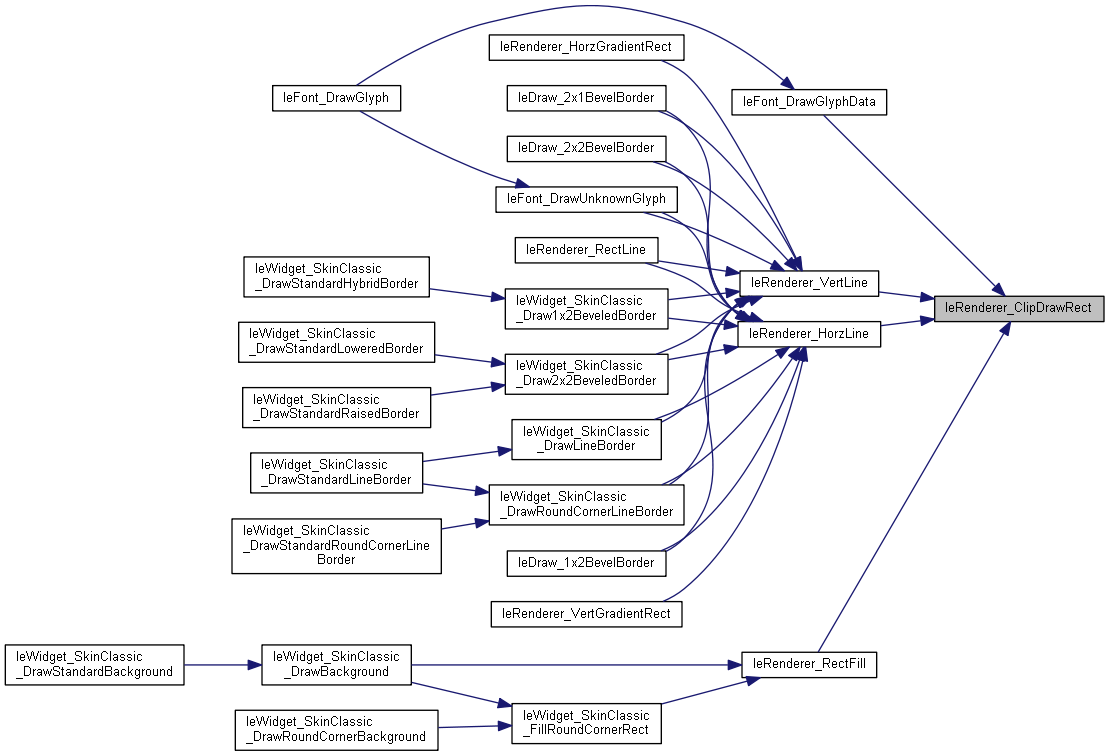 leRenderer_HorzGradientRect
leFont_DrawGlyph
leDraw_2x1BevelBorder
leFont_DrawGlyphData
leDraw_2x2BevelBorder
leFont_DrawUnknownGlyph
leRenderer_RectLine
leWidget_SkinClassic
_DrawStandardHybridBorder
leRenderer_VertLine
leWidget_SkinClassic
_Draw1x2BeveledBorder
leRenderer_ClipDrawRect
leWidget_SkinClassic
_DrawStandardLoweredBorder
leRenderer_HorzLine
leWidget_SkinClassic
_Draw2x2BeveledBorder
leWidget_SkinClassic
_DrawStandardRaisedBorder
leWidget_SkinClassic
_DrawLineBorder
leWidget_SkinClassic
_DrawStandardLineBorder
leWidget_SkinClassic
_DrawRoundCornerLineBorder
leWidget_SkinClassic
_DrawStandardRoundCornerLine
Border
leDraw_1x2BevelBorder
leRenderer_VertGradientRect
leWidget_SkinClassic
_DrawStandardBackground
leWidget_SkinClassic
_DrawBackground
leRenderer_RectFill
leWidget_SkinClassic
_DrawRoundCornerBackground
leWidget_SkinClassic
_FillRoundCornerRect